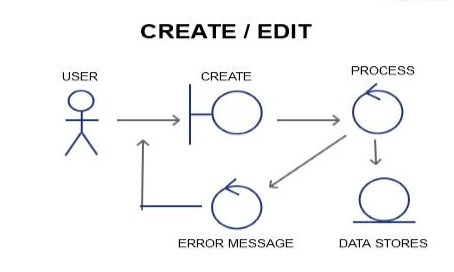 CREATE / EDIT
USER
CREATE
PROCESS
ERROR MESSAGE
DATA STORES